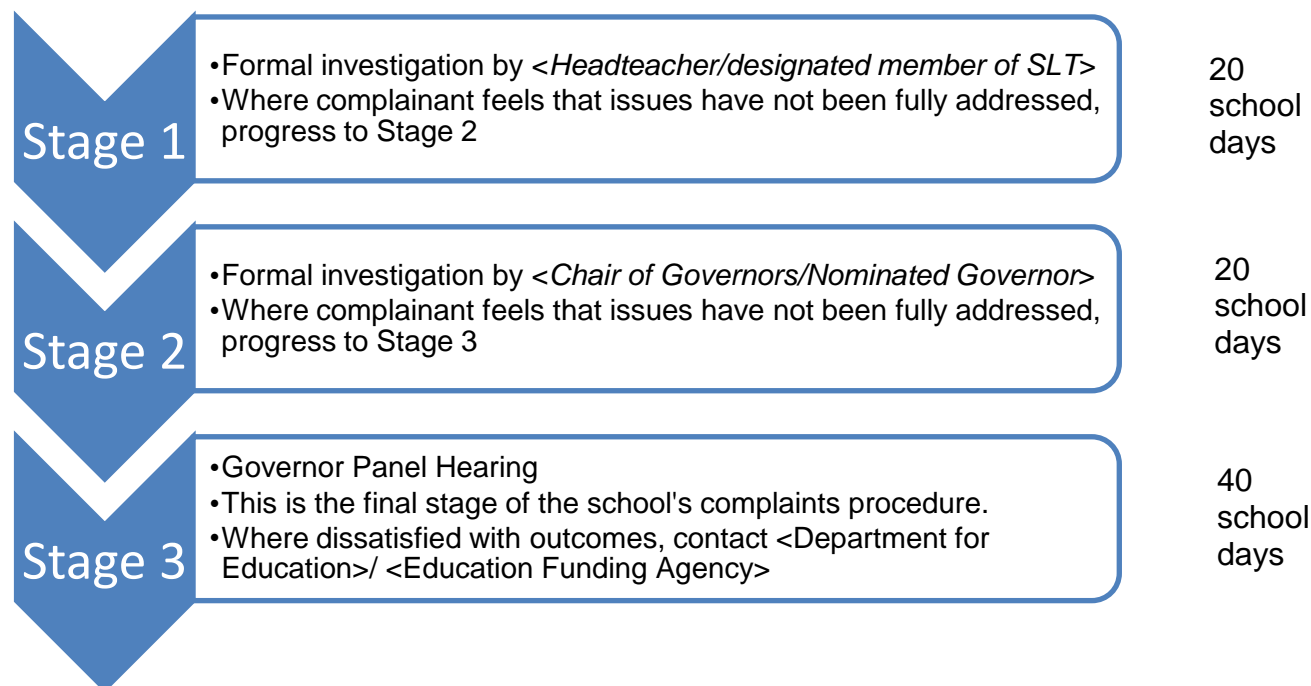 Stage 1
•Formal investigation by <Headteacher/designated member of SLT>
•Where complainant feels that issues have not been fully addressed,
progress to Stage 2
20
school
days
Stage 2
•Formal investigation by <Chair of Governors/Nominated Governor>
•Where complainant feels that issues have not been fully addressed,
progress to Stage 3
20
school
days
Stage 3
•Governor Panel Hearing
•This is the final stage of the school's complaints procedure.
•Where dissatisfied with outcomes, contact <Department for
Education>/ <Education Funding Agency>
40
school
days